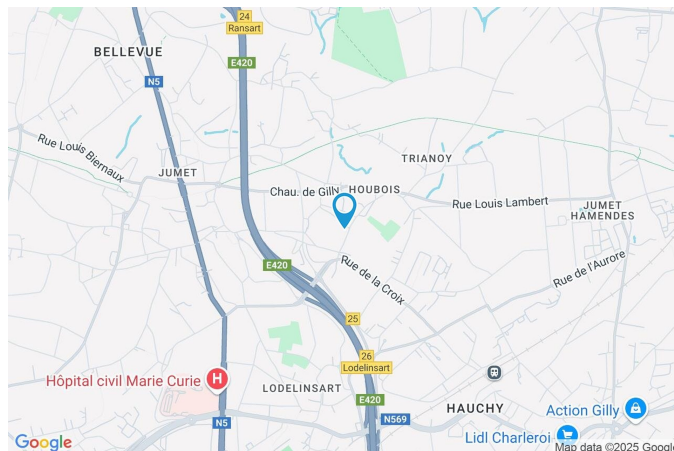 24
Ransart
BELLEVUE
E420
N5
Rue Louis Biernaux
TRIANOY
JUMET
Chau. de Gilly
HOUBOIS
Rue Louis Lambert
JUMET
HAMENDES
E420
Rue de la Croix
Rue de l'Aurore
25
26
Lodelinsart
Hôpital civil Marie Curie
H
LODELINSART
E420
HAUCHY
Action Gilly
N5
N569
Lidl Charleroi
Google
Map data ©2025 Google